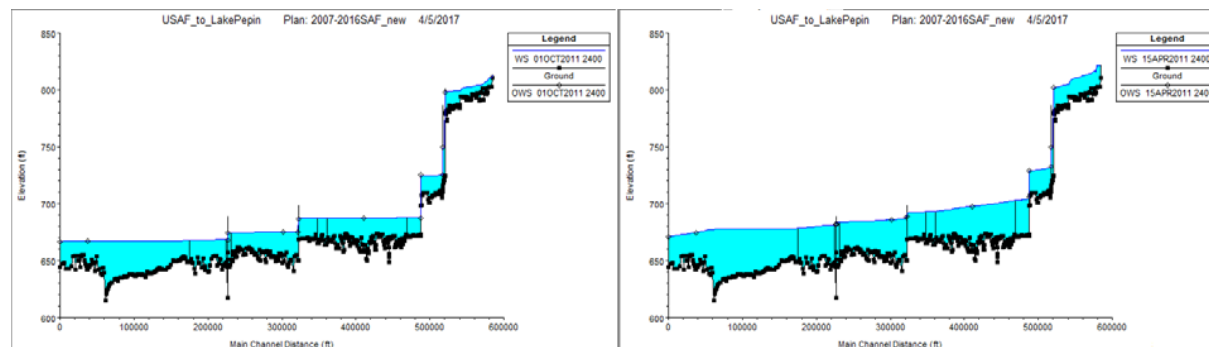 USAF_to_LakePepin Plan: 2007-2016SAF_new 4/5/2017
Legend
WS 01OCT2011 2400
Ground
OWS 01OCT2011 2400
Elevation (ft)
850
800
750
700
650
600
0 100000 200000 300000 400000 500000 600000
Main Channel Distance (ft)
USAF_to_LakePepin Plan: 2007-2016SAF_new 4/5/2017
Legend
WS 15APR2011 2400
Ground
OWS 15APR2011 2400
Elevation (ft)
850
800
750
700
650
600
0 100000 200000 300000 400000 500000 600000
Main Channel Distance (ft)